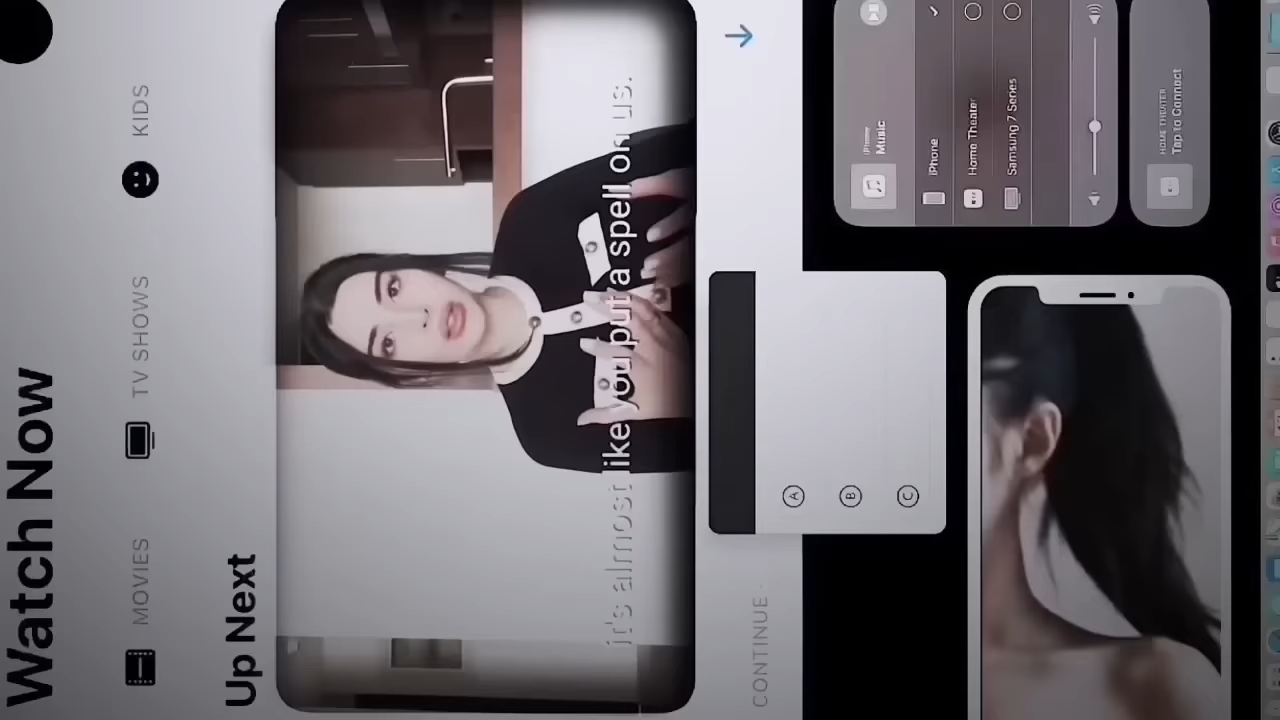 Watch Now
MOVIES
TV SHOWS
KIDS
Up Next
it's almost like you put a spell on us.
CONTINUE
A
B
C
iPhone
Music
iPhone
Home Theater
Samsung 7 Series
HOME THEATER
Tap to Connect